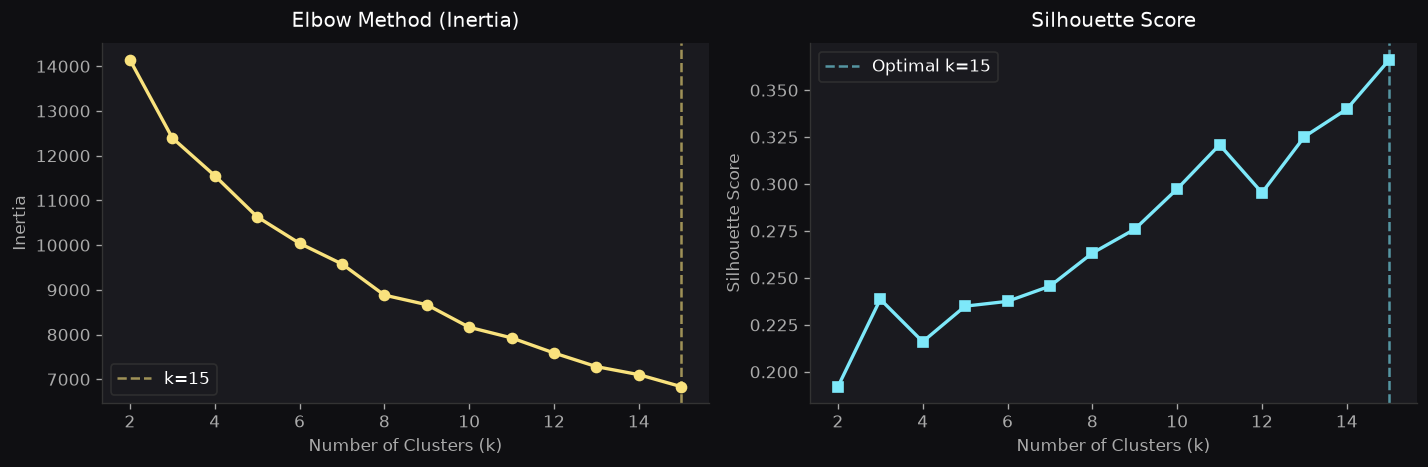 Elbow Method (Inertia)
14000
13000
12000
11000
10000
9000
8000
7000
Inertia
k=15
2 4 6 8 10 12 14
Number of Clusters (k)
Silhouette Score
Optimal k=15
0.350
0.325
0.300
0.275
0.250
0.225
0.200
Silhouette Score
2 4 6 8 10 12 14
Number of Clusters (k)